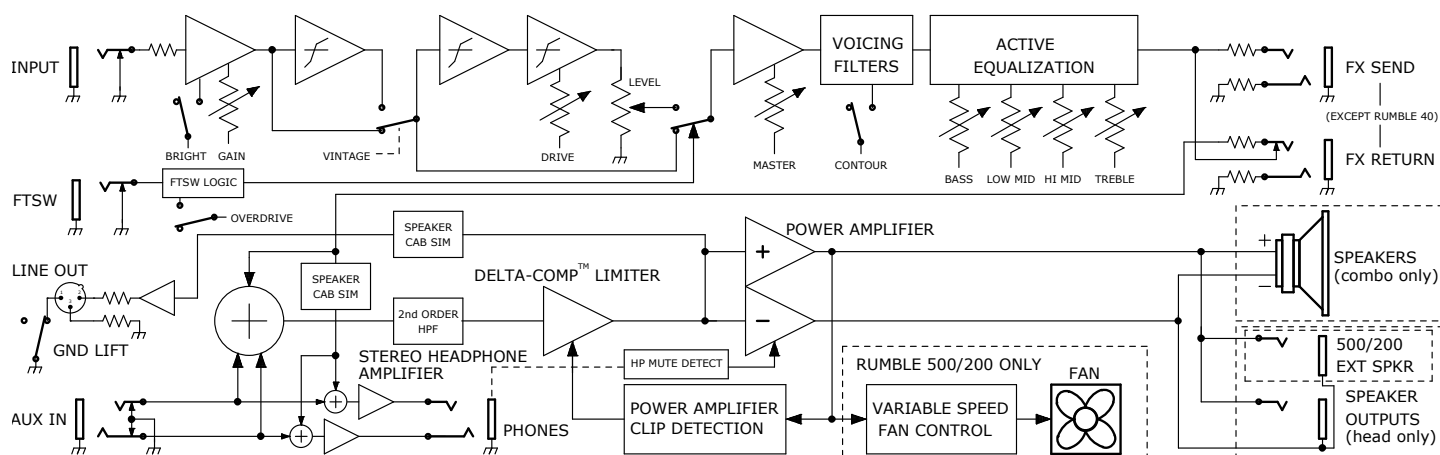 INPUT
BRIGHT
GAIN
VINTAGE
DRIVE
LEVEL
MASTER
VOICING
FILTERS
CONTOUR
ACTIVE
EQUALIZATION
BASS
LOW MID
HI MID
TREBLE
FX SEND
(EXCEPT RUMBLE 40)
FX RETURN
FTSW
FTSW LOGIC
OVERDRIVE
LINE OUT
1
2
3
GND LIFT
SPEAKER
CAB SIM
SPEAKER
CAB SIM
2nd ORDER
HPF
DELTA-COMP™ LIMITER
POWER AMPLIFIER
+
−
+
−
SPEAKERS
(combo only)
500/200
EXT SPKR
SPEAKER
OUTPUTS
(head only)
STEREO HEADPHONE
AMPLIFIER
HP MUTE DETECT
AUX IN
+
+
+
PHONES
POWER AMPLIFIER
CLIP DETECTION
RUMBLE 500/200 ONLY
VARIABLE SPEED
FAN CONTROL
FAN